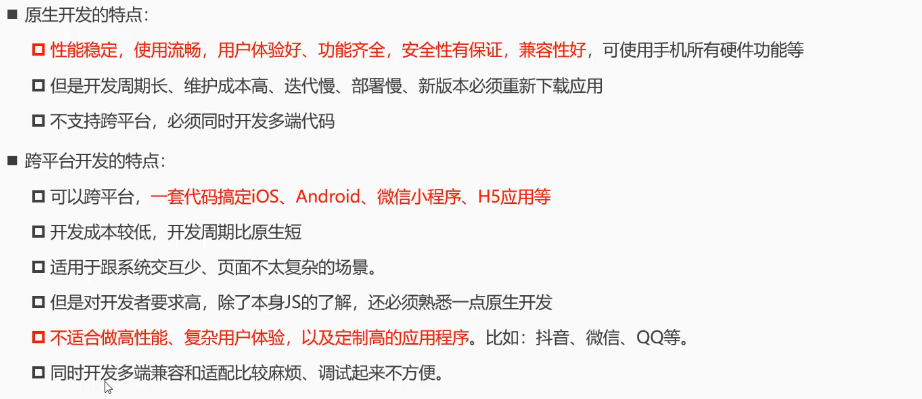 原生开发的特点：
性能稳定，使用流畅，用户体验好、功能齐全，安全性有保证，兼容性好，可使用手机所有硬件功能等
但是开发周期长、维护成本高、迭代慢、部署慢、新版本必须重新下载应用
不支持跨平台，必须同时开发多端代码
跨平台开发的特点：
可以跨平台，一套代码搞定iOS、Android、微信小程序、H5应用等
开发成本较低，开发周期比原生短
适用于跟系统交互少、页面不太复杂的场景。
但是对开发者要求高，除了本身JS的了解，还必须熟悉一点原生开发
不适合做高性能、复杂用户体验，以及定制高的应用程序。比如：抖音、微信、QQ等。
同时开发多端兼容和适配比较麻烦、调试起来不方便。